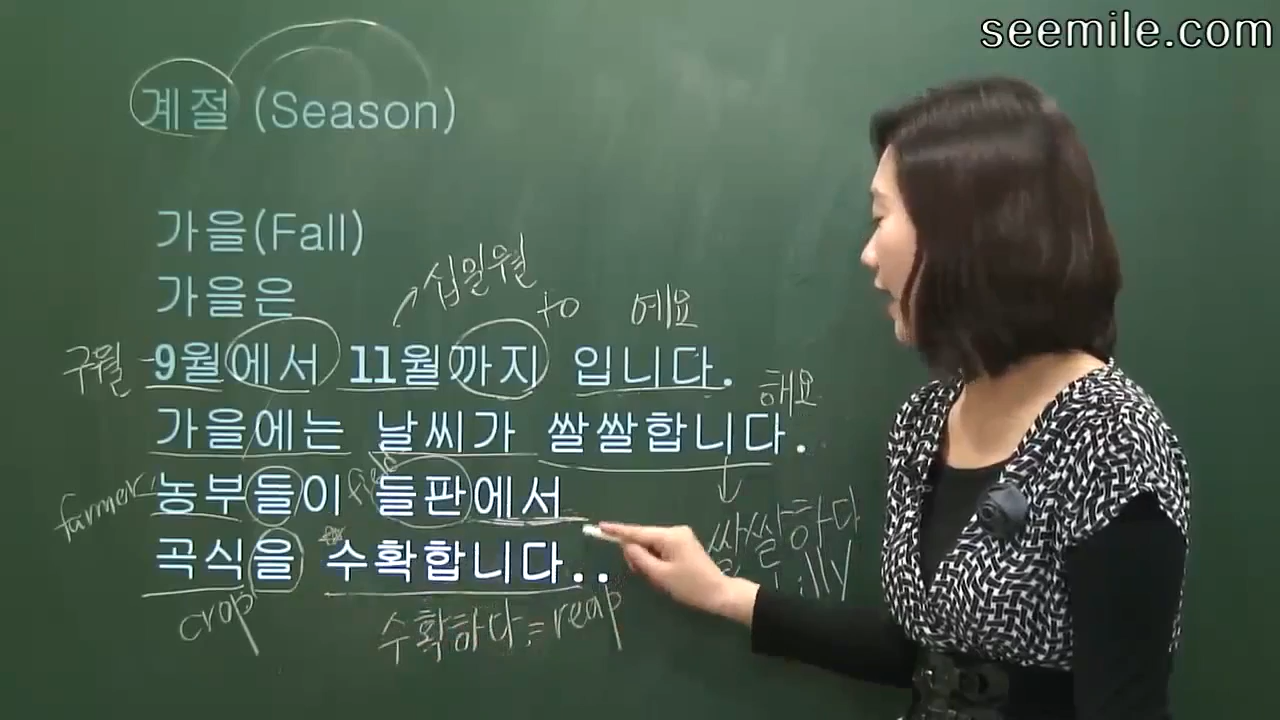 seemile.com
계절 (Season)
가을(Fall)
가을은
십일월
to
예요
구월
9월에서 11월까지 입니다.
해요
가을에는 날씨가 쌀쌀합니다.
farmer
field
농부들이 들판에서
쌀쌀하다
곡식을 수확합니다..
crop
수확하다 = reap